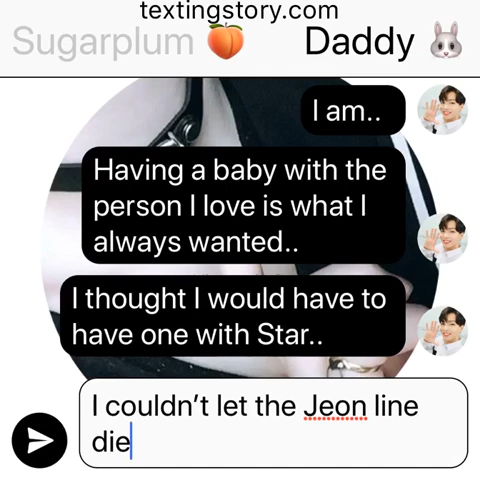 textingstory.com
Sugarplum 🍑 Daddy 🐰
I am..
Having a baby with the
person I love is what I
always wanted..
I thought I would have to
have one with Star..
I couldn’t let the Jeon line
die